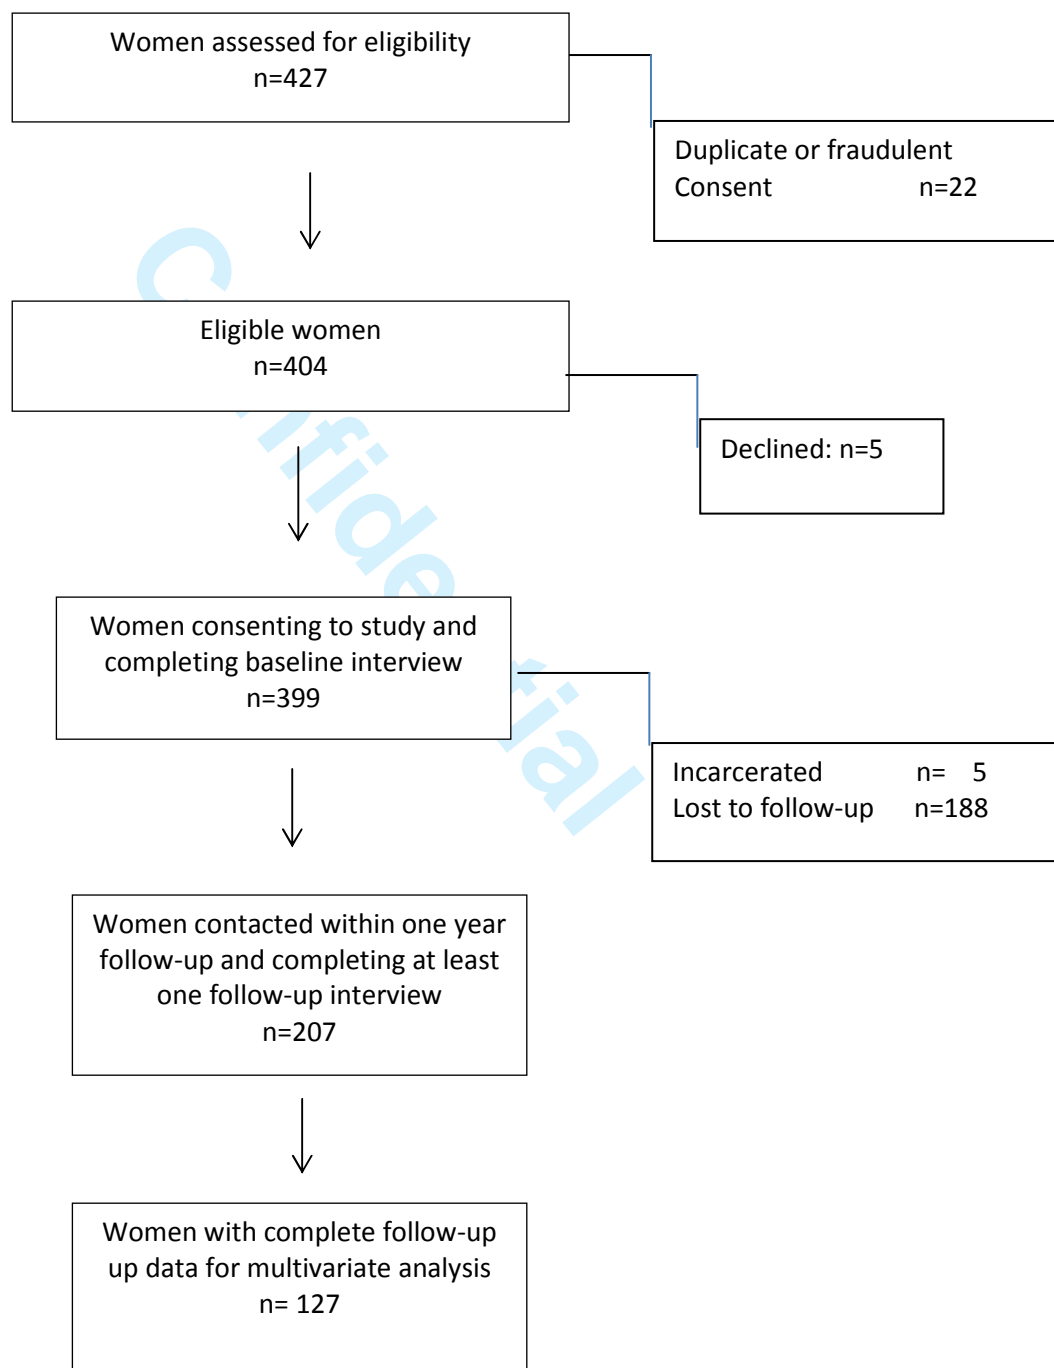 Women assessed for eligibility
n=427
Duplicate or fraudulent
Consent n=22
Eligible women
n=404
Declined: n=5
Women consenting to study and
completing baseline interview
n=399
Incarcerated n= 5
Lost to follow-up n=188
Women contacted within one year
follow-up and completing at least
one follow-up interview
n=207
Women with complete follow-up
up data for multivariate analysis
n= 127
Confidential